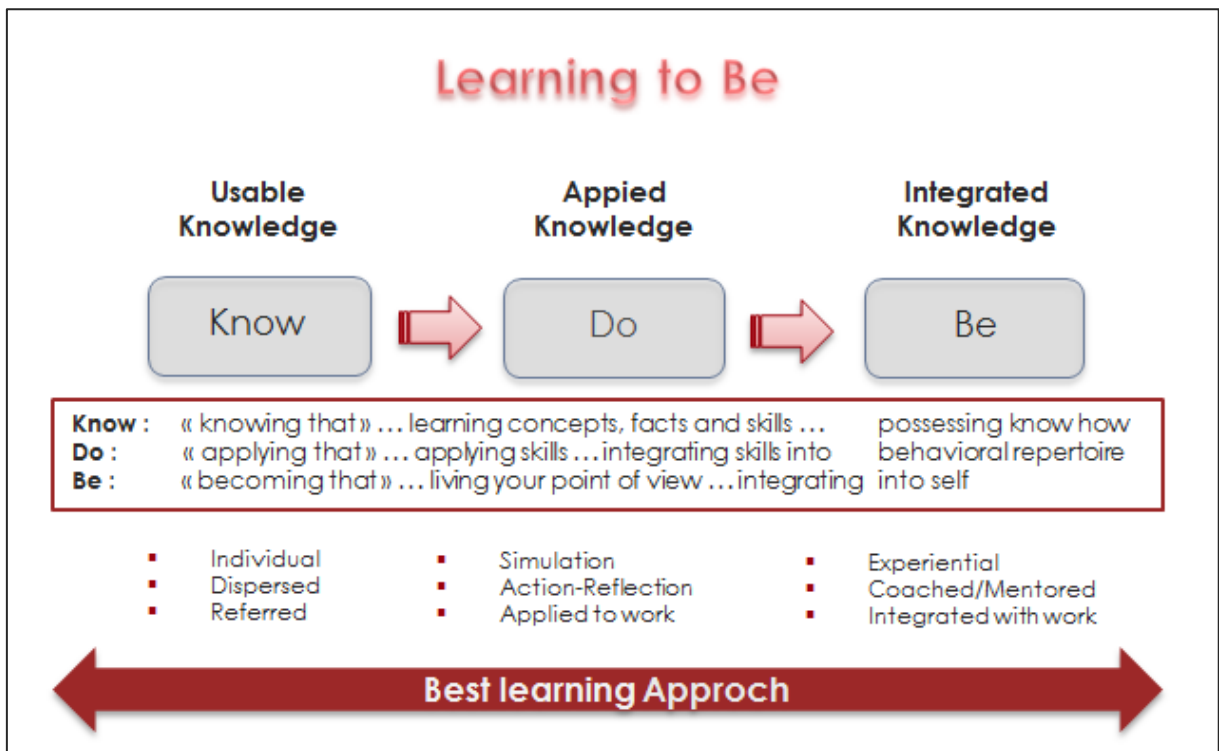 Learning to Be
Usable
Knowledge
Appied
Knowledge
Integrated
Knowledge
Know
Do
Be
Know : « knowing that » ... learning concepts, facts and skills ... possessing know how
Do : « applying that » ... applying skills ... integrating skills into behavioral repertoire
Be : « becoming that » ... living your point of view ... integrating into self
▪ Individual
▪ Dispersed
▪ Referred
▪ Simulation
▪ Action-Reflection
▪ Applied to work
▪ Experiential
▪ Coached/Mentored
▪ Integrated with work
Best learning Approch